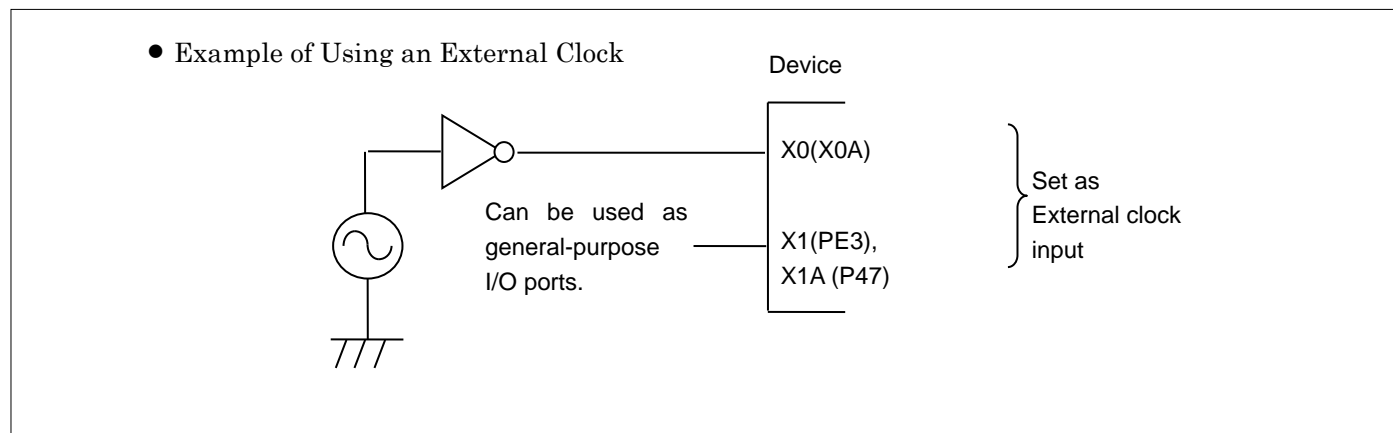 ● Example of Using an External Clock
Device
X0(X0A)
Can be used as
general-purpose
I/O ports.
X1(PE3),
X1A (P47)
Set as
External clock
input